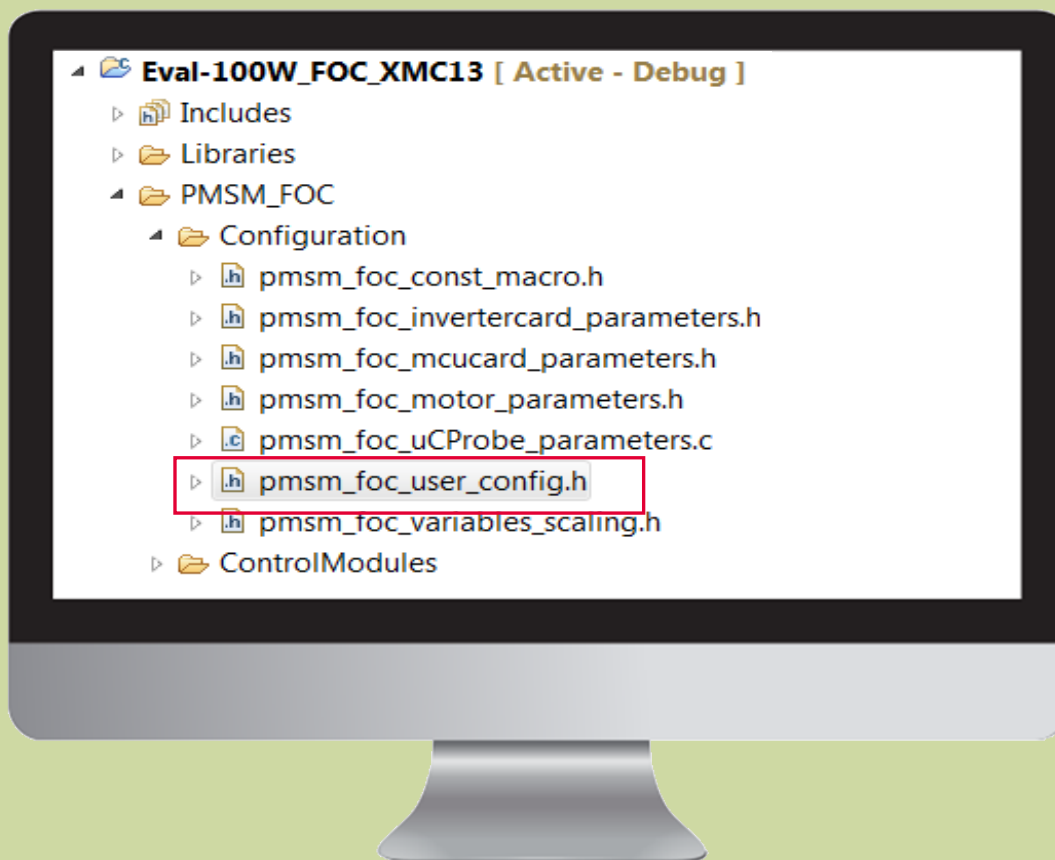 Eval-100W_FOC_XMC13 [ Active - Debug ]
Includes
Libraries
PMSM_FOC
Configuration
pmsm_foc_const_macro.h
pmsm_foc_invertercard_parameters.h
pmsm_foc_mcucard_parameters.h
pmsm_foc_motor_parameters.h
pmsm_foc_uCProbe_parameters.c
pmsm_foc_user_config.h
pmsm_foc_variables_scaling.h
ControlModules